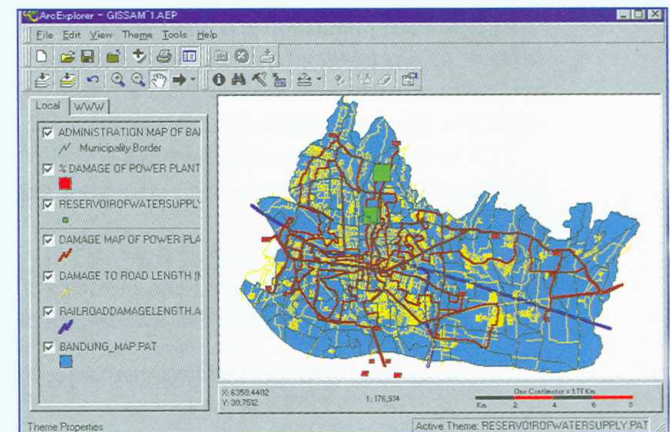 ArcExplorer - GISSAM~1.AEP
File Edit View Theme Tools Help
Local WWW
ADMINISTRATION MAP OF BA
Municipality Border
% DAMAGE OF POWER PLANT
RESERVOIROFWATERSUPPLY
DAMAGE MAP OF POWER PLA
DAMAGE TO ROAD LENGTH
RAILROADDAMAGELENGTH.A
BANDUNG_MAP.PAT
X: 6350.4402
Y: 30.7512
1: 176,934
One Centimeter = 1.77 Km
Km 2 4 6 8
Theme Properties
Active Theme: RESERVOIROFWATERSUPPLY.PAT